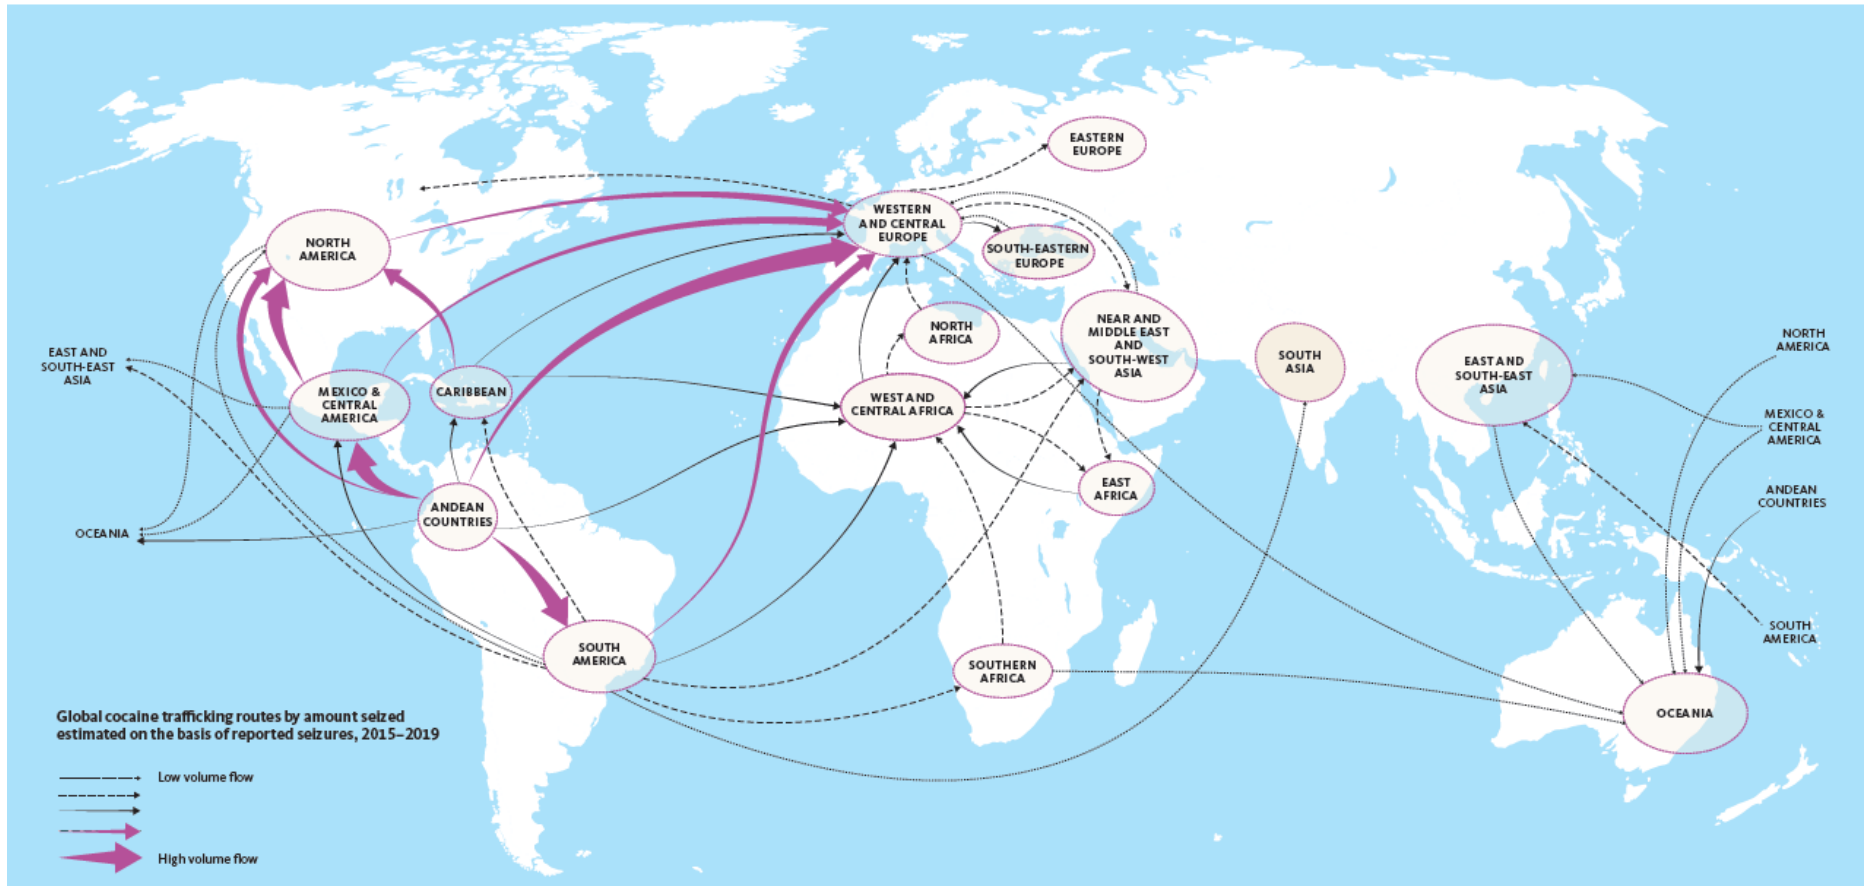 EASTERN
EUROPE
WESTERN
AND CENTRAL
EUROPE
NORTH
AMERICA
SOUTH-EASTERN
EUROPE
NORTH
AFRICA
NEAR AND
MIDDLE EAST
AND
SOUTH-WEST
ASIA
SOUTH
ASIA
EAST AND
SOUTH-EAST
ASIA
NORTH
AMERICA
EAST AND
SOUTH-EAST
ASIA
MEXICO &
CENTRAL
AMERICA
CARIBBEAN
WEST AND
CENTRAL AFRICA
MEXICO &
CENTRAL
AMERICA
EAST
AFRICA
ANDEAN
COUNTRIES
ANDEAN
COUNTRIES
OCEANIA
SOUTH
AMERICA
SOUTHERN
AFRICA
SOUTH
AMERICA
OCEANIA
Global cocaine trafficking routes by amount seized
estimated on the basis of reported seizures, 2015–2019
Low volume flow
High volume flow